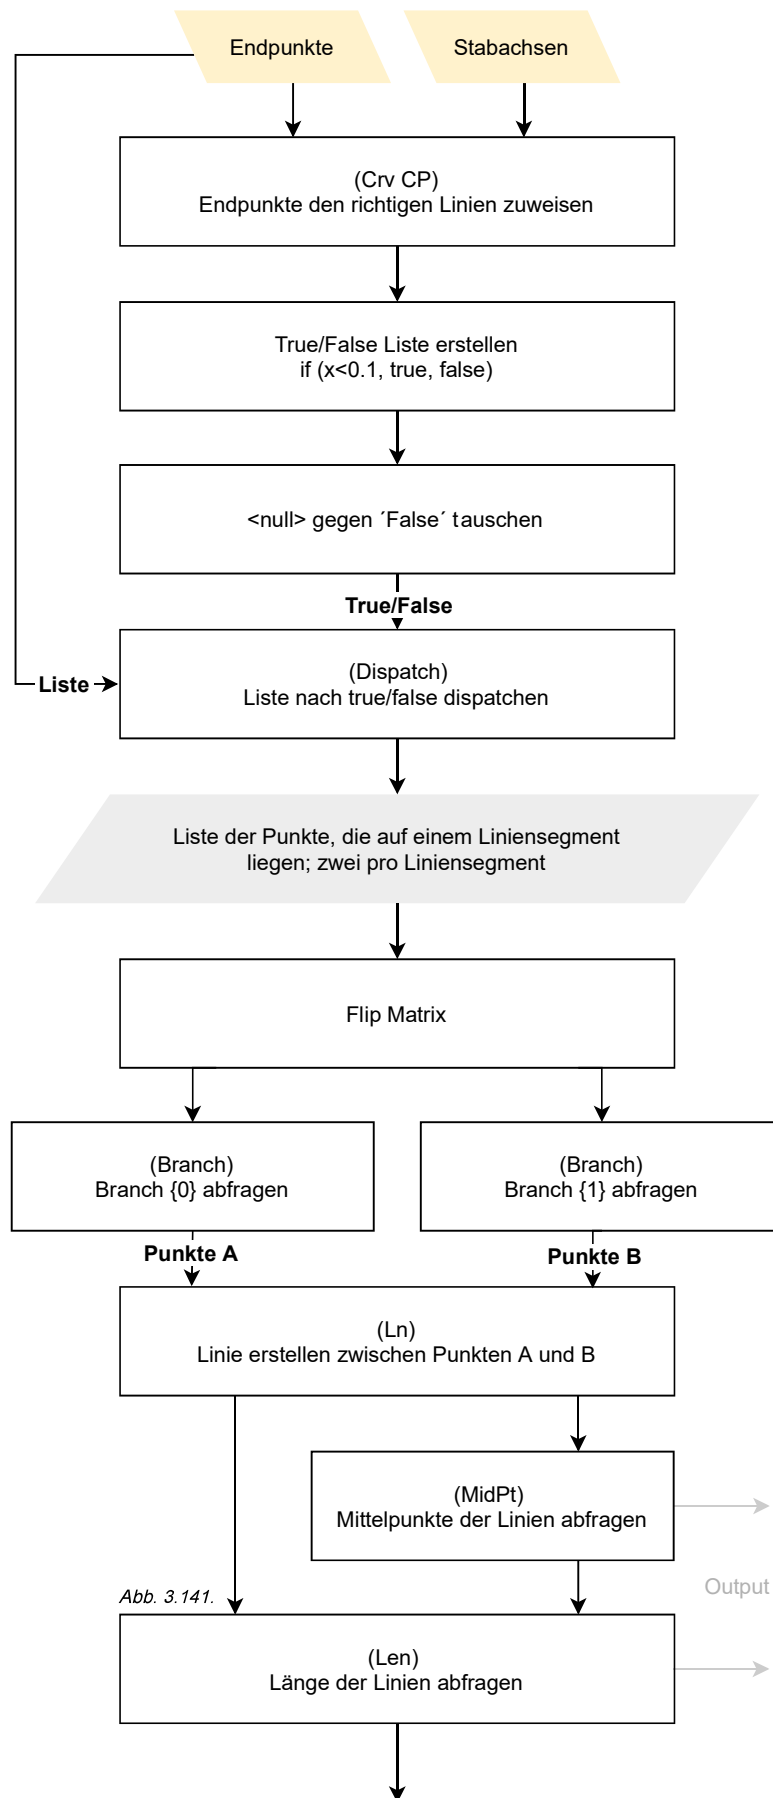 Endpunkte
Stabachsen
(Crv CP)
Endpunkte den richtigen Linien zuweisen
True/False Liste erstellen
if (x<0.1, true, false)
<null> gegen ´False´ tauschen
True/False
Liste
(Dispatch)
Liste nach true/false dispatchen
Liste der Punkte, die auf einem Liniensegment
liegen; zwei pro Liniensegment
Flip Matrix
(Branch)
Branch {0} abfragen
(Branch)
Branch {1} abfragen
Punkte A
Punkte B
(Ln)
Linie erstellen zwischen Punkten A und B
(MidPt)
Mittelpunkte der Linien abfragen
Output
Abb. 3.141.
(Len)
Länge der Linien abfragen